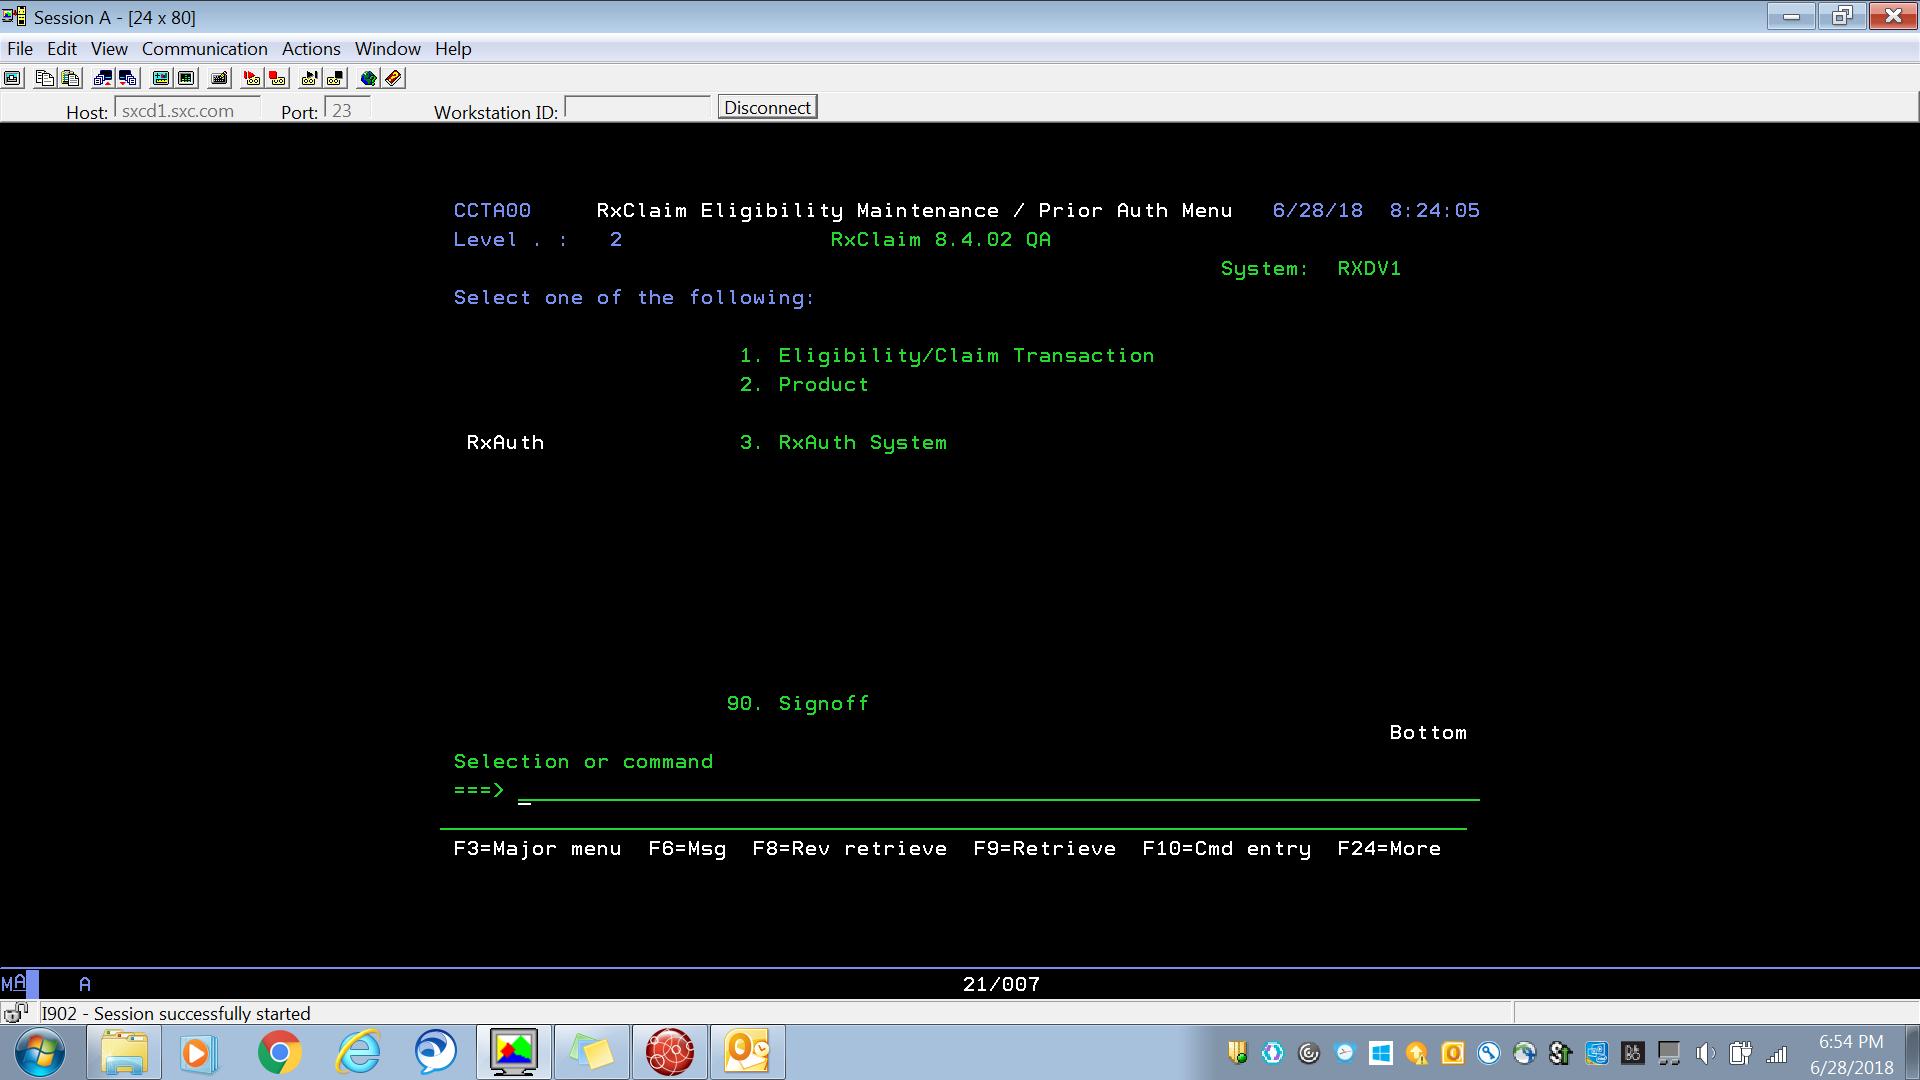 Session A - [24 x 80]
File Edit View Communication Actions Window Help
Host: sxcd1.sxc.com Port: 23 Workstation ID: Disconnect
CCTA00 RxClaim Eligibility Maintenance / Prior Auth Menu 6/28/18 8:24:05
Level . : 2 RxClaim 8.4.02 QA
System: RXDV1
Select one of the following:
1. Eligibility/Claim Transaction
2. Product
RxAuth 3. RxAuth System
90. Signoff
Bottom
Selection or command
===>
F3=Major menu F6=Msg F8=Rev retrieve F9=Retrieve F10=Cmd entry F24=More
MA A 21/007
I902 - Session successfully started
6:54 PM
6/28/2018